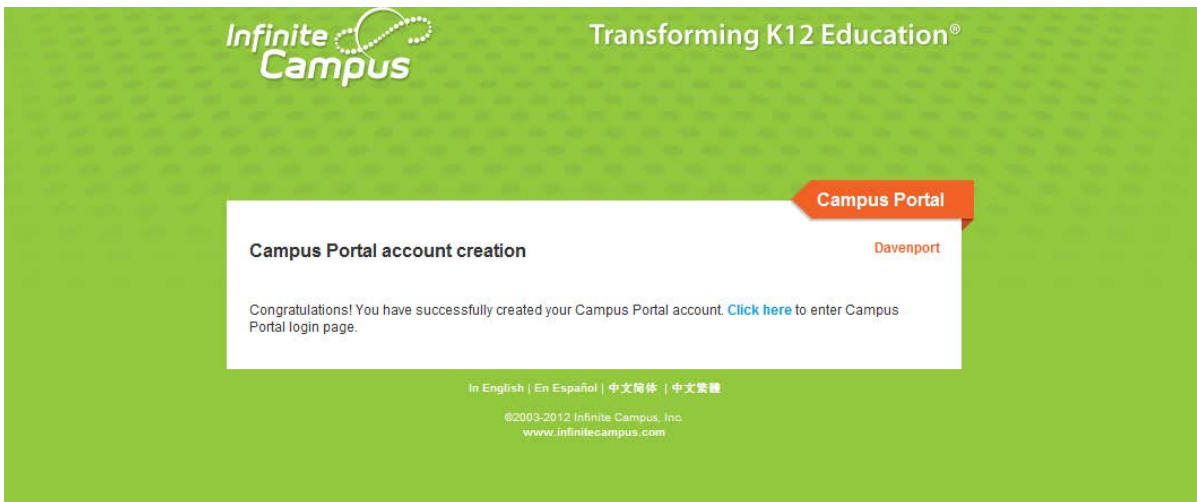 Infinite
Campus
Transforming K12 Education®
Campus Portal
Campus Portal account creation
Davenport
Congratulations! You have successfully created your Campus Portal account. Click here to enter Campus
Portal login page.
In English | En Español | 中文简体 | 中文繁體
©2003-2012 Infinite Campus, Inc.
www.infinitecampus.com